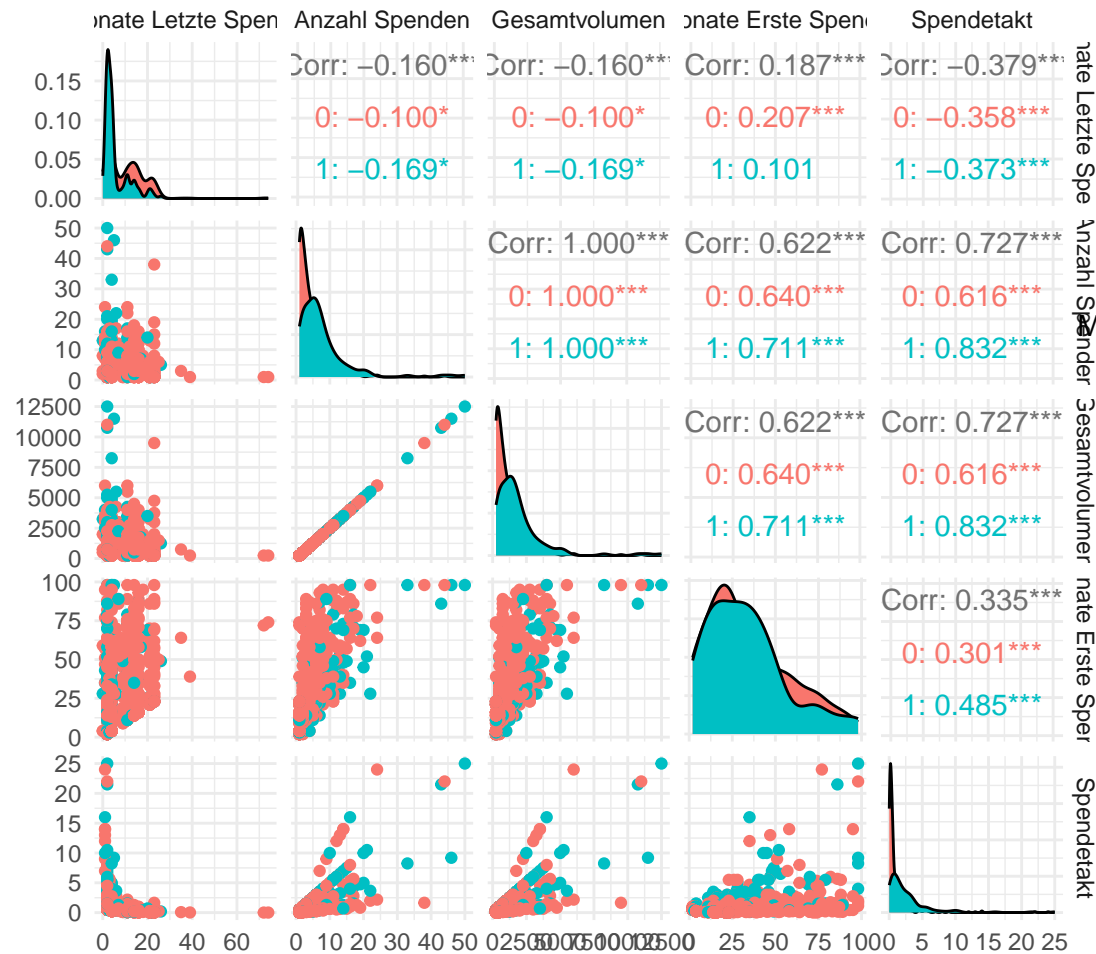 onate Letzte Spen Anzahl Spenden Gesamtvolumen onate Erste Spen Spendetakt
0.15
0.10
0.05
0.00
Corr: −0.160***
0: −0.100*
1: −0.169*
Corr: −0.160***
0: −0.100*
1: −0.169*
Corr: 0.187***
0: 0.207***
1: 0.101
Corr: −0.379***
0: −0.358***
1: −0.373***
nate Letzte Spe
50
40
30
20
10
0
Corr: 1.000***
0: 1.000***
1: 1.000***
Corr: 0.622***
0: 0.640***
1: 0.711***
Corr: 0.727***
0: 0.616***
1: 0.832***
Anzahl Spender
12500
10000
7500
5000
2500
0
Corr: 0.622***
0: 0.640***
1: 0.711***
Corr: 0.727***
0: 0.616***
1: 0.832***
Gesamtvolumer
100
75
50
25
0
Corr: 0.335***
0: 0.301***
1: 0.485***
nate Erste Sper
25
20
15
10
5
0
Spendetakt
0 20 40 60
0 10 20 30 40 50
0 2500 5000 7500 10000 12500
0 25 50 75 100
0 5 10 15 20 25